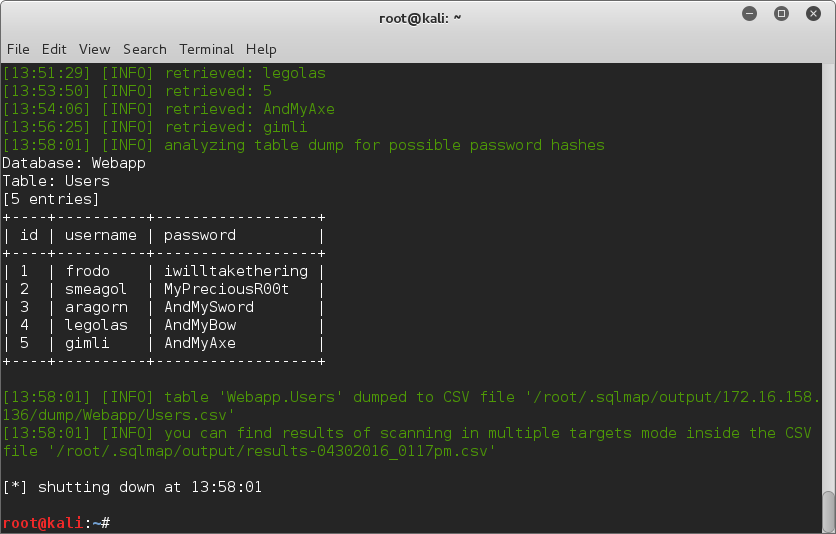 root@kali: ~
File Edit View Search Terminal Help
[13:51:29] [INFO] retrieved: legolas
[13:53:50] [INFO] retrieved: 5
[13:54:06] [INFO] retrieved: AndMyAxe
[13:56:25] [INFO] retrieved: gimli
[13:58:01] [INFO] analyzing table dump for possible password hashes
Database: Webapp
Table: Users
[5 entries]
+----+----------+------------------+
| id | username | password         |
+----+----------+------------------+
| 1  | frodo    | iwilltakethering |
| 2  | smeagol  | MyPreciousR00t   |
| 3  | aragorn  | AndMySword       |
| 4  | legolas  | AndMyBow         |
| 5  | gimli    | AndMyAxe         |
+----+----------+------------------+
[13:58:01] [INFO] table 'Webapp.Users' dumped to CSV file '/root/.sqlmap/output/172.16.158.
136/dump/Webapp/Users.csv'
[13:58:01] [INFO] you can find results of scanning in multiple targets mode inside the CSV
file '/root/.sqlmap/output/results-04302016_0117pm.csv'
[*] shutting down at 13:58:01
root@kali:~#